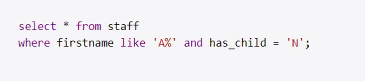 select * from staff
where firstname like 'A%' and has_child = 'N';